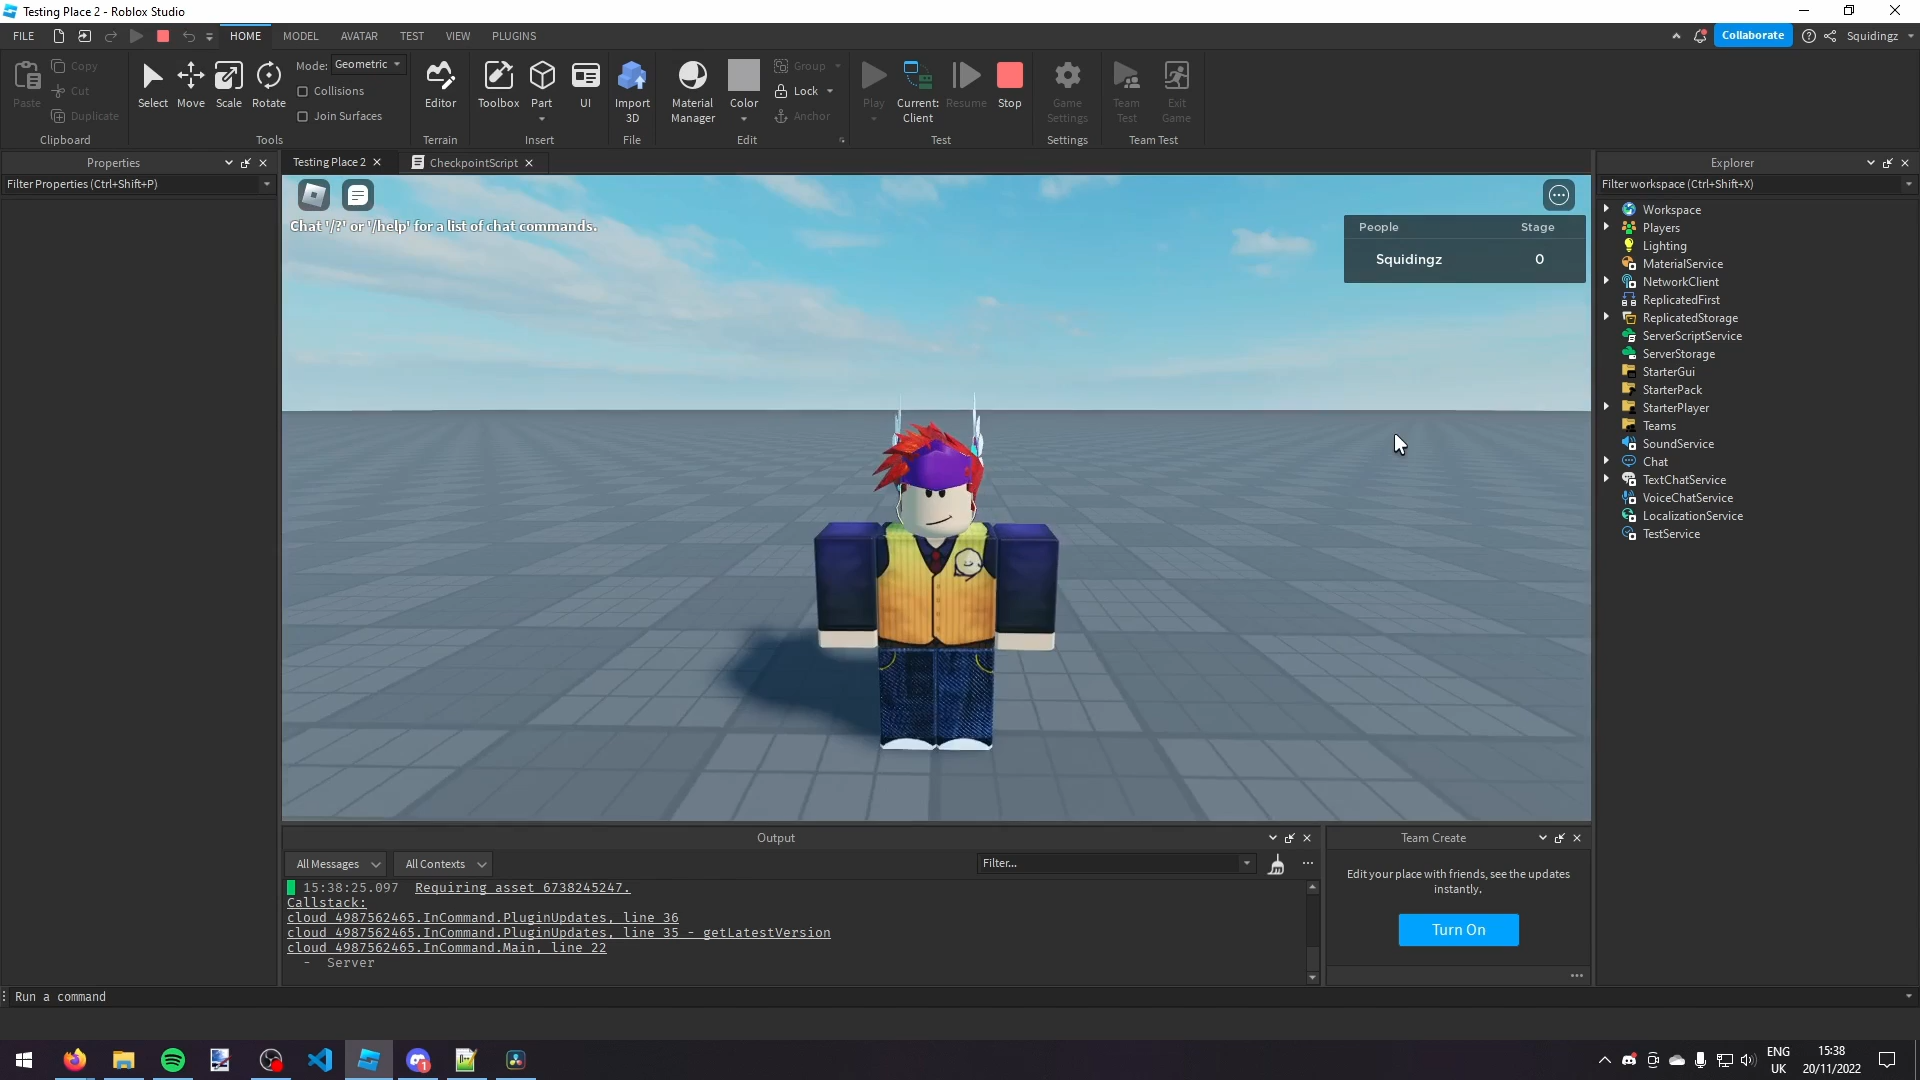 Testing Place 2 - Roblox Studio
FILE HOME MODEL AVATAR TEST VIEW PLUGINS Collaborate Squidingz
Paste Copy Cut Duplicate
Clipboard
Select Move Scale Rotate
Mode: Geometric
Collisions
Join Surfaces
Tools
Editor
Terrain
Toolbox Part UI
Insert
Import 3D
File
Material Manager Color Group Lock Anchor
Edit
Play Current: Client Resume Stop
Test
Game Settings
Settings
Team Test Exit Game
Team Test
Properties
Filter Properties (Ctrl+Shift+P)
Testing Place 2 CheckpointScript
Chat '/?' or '/help' for a list of chat commands.
People Stage
Squidingz 0
Explorer
Filter workspace (Ctrl+Shift+X)
Workspace
Players
Lighting
MaterialService
NetworkClient
ReplicatedFirst
ReplicatedStorage
ServerScriptService
ServerStorage
StarterGui
StarterPack
StarterPlayer
Teams
SoundService
Chat
TextChatService
VoiceChatService
LocalizationService
TestService
Output
All Messages All Contexts Filter...
15:38:25.097 Requiring asset 6738245247.
Callstack:
cloud_4987562465.InCommand.PluginUpdates, line 36
cloud_4987562465.InCommand.PluginUpdates, line 35 - getLatestVersion
cloud_4987562465.InCommand.Main, line 22
- Server
Team Create
Edit your place with friends, see the updates
instantly.
Turn On
Run a command
ENG
UK
15:38
20/11/2022